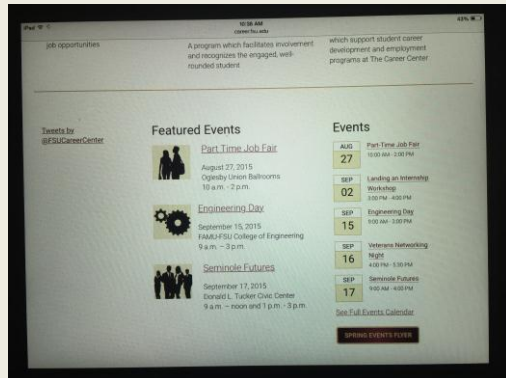 iPad
10:38 AM
career.fsu.edu
43%
job opportunities
A program which facilitates involvement
and recognizes the engaged, well-
rounded student
which support student career
development and employment
programs at The Career Center
Tweets by
@FSUCareerCenter
Featured Events
Part Time Job Fair
August 27, 2015
Oglesby Union Ballrooms
10 a.m. - 2 p.m.
Engineering Day
September 15, 2015
FAMU-FSU College of Engineering
9 a.m. – 3 p.m.
Seminole Futures
September 17, 2015
Donald L. Tucker Civic Center
9 a.m. – noon and 1 p.m. - 3 p.m.
Events
AUG
27
Part-Time Job Fair
10:00 AM - 2:00 PM
SEP
02
Landing an Internship
Workshop
3:00 PM - 4:00 PM
SEP
15
Engineering Day
9:00 AM - 3:00 PM
SEP
16
Veterans Networking
Night
4:00 PM - 5:30 PM
SEP
17
Seminole Futures
9:00 AM - 4:00 PM
See Full Events Calendar
SPRING EVENTS FLYER